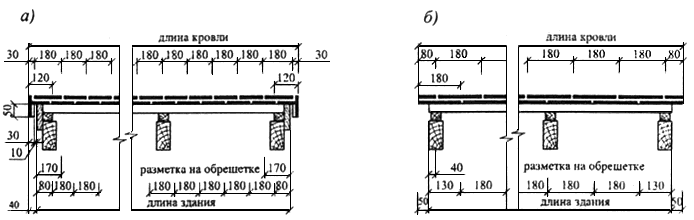 а)
длина кровли
30 180 180 180 180 180 180 180 180 180 30
120 120
50
30
10
170 разметка на обрешетке 170
80 180 180 180 180 180 180 180 80
40 длина здания
б)
длина кровли
80 180 180 180 180 80
180
40 разметка на обрешетке
130 180 180 180 180 130
50 длина здания 50